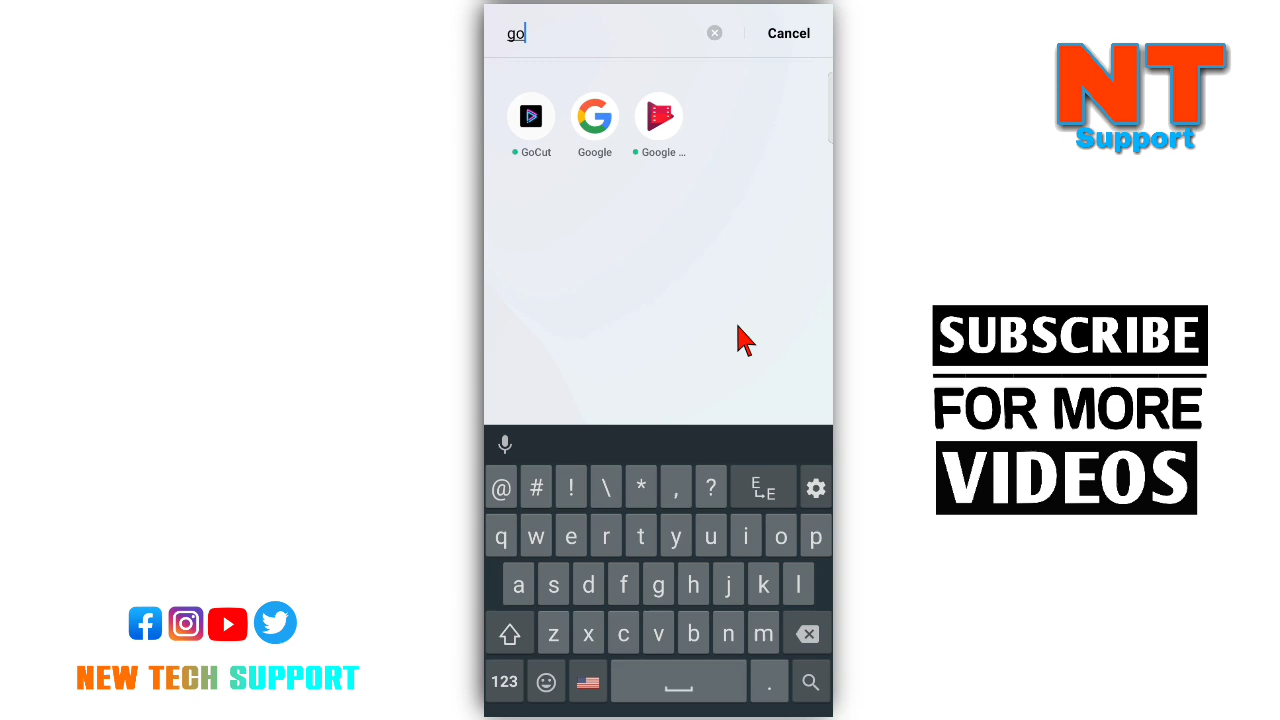 go
Cancel
GoCut
Google
Google ...
@ # ! \ * , ? E E
q w e r t y u i o p
a s d f g h j k l
z x c v b n m
123 .
NT
Support
SUBSCRIBE
FOR MORE
VIDEOS
NEW TECH SUPPORT